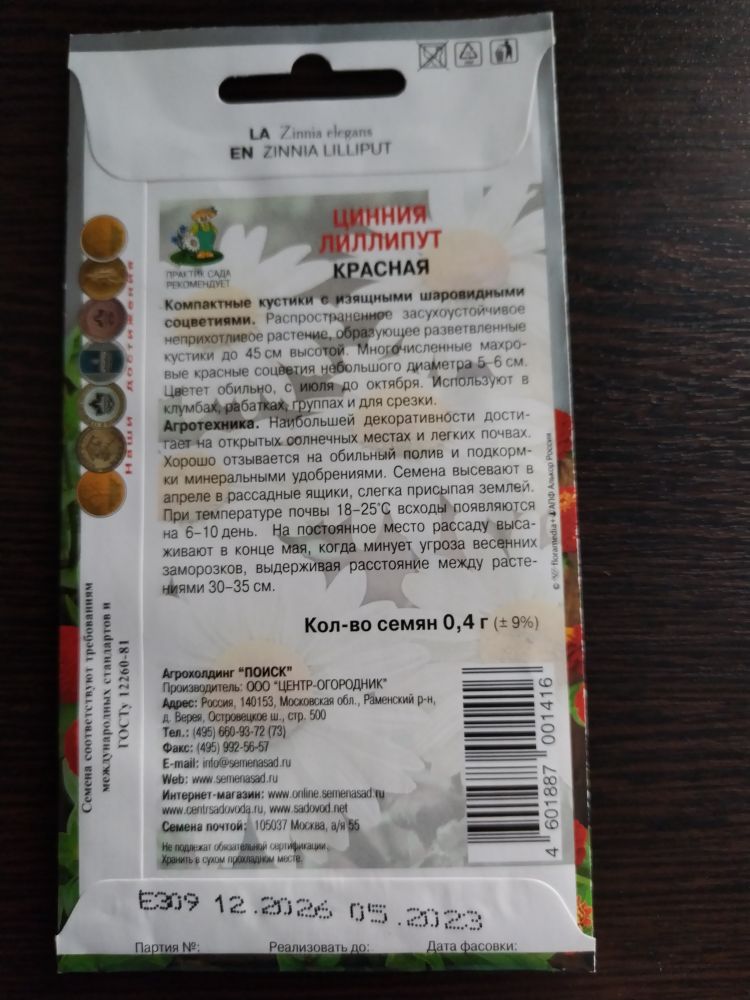 LA Zinnia elegans
EN ZINNIA LILLIPUT
ЦИННИЯ
ЛИЛЛИПУТ
КРАСНАЯ
ПРАКТИК САДА
РЕКОМЕНДУЕТ
Компактные кустики с изящными шаровидными
соцветиями. Распространенное засухоустойчивое
неприхотливое растение, образующее разветвленные
кустики до 45 см высотой. Многочисленные махро-
вые красные соцветия небольшого диаметра 5–6 см.
Цветет обильно, с июля до октября. Используют в
клумбах, рабатках, группах и для срезки.
Агротехника. Наибольшей декоративности дости-
гает на открытых солнечных местах и легких почвах.
Хорошо отзывается на обильный полив и подкорм-
ки минеральными удобрениями. Семена высевают в
апреле в рассадные ящики, слегка присыпая землей.
При температуре почвы 18–25°С всходы появляются
на 6–10 день. На постоянное место рассаду выса-
живают в конце мая, когда минует угроза весенних
заморозков, выдерживая расстояние между расте-
ниями 30–35 см.
Кол-во семян 0,4 г (± 9%)
Наши достижения
Семена соответствуют требованиям
международных стандартов и
ГОСТу 12260-81
© floramedia + АПФ Алькор Россия
Агрохолдинг "ПОИСК"
Производитель: ООО "ЦЕНТР-ОГОРОДНИК"
Адрес: Россия, 140153, Московская обл., Раменский р-н,
д. Верея, Островецкое ш., стр. 500
Тел.: (495) 660-93-72 (73)
Факс: (495) 992-56-57
E-mail: info@semenasad.ru
Web: www.semenasad.ru
Интернет-магазин: www.online.semenasad.ru
www.centrsadovoda.ru, www.sadovod.net
Семена почтой: 105037 Москва, а/я 55
Не подлежат обязательной сертификации.
Хранить в сухом прохладном месте.
4 601887 001416
Е309 12.2026 05.2023
Партия №: Реализовать до: Дата фасовки: